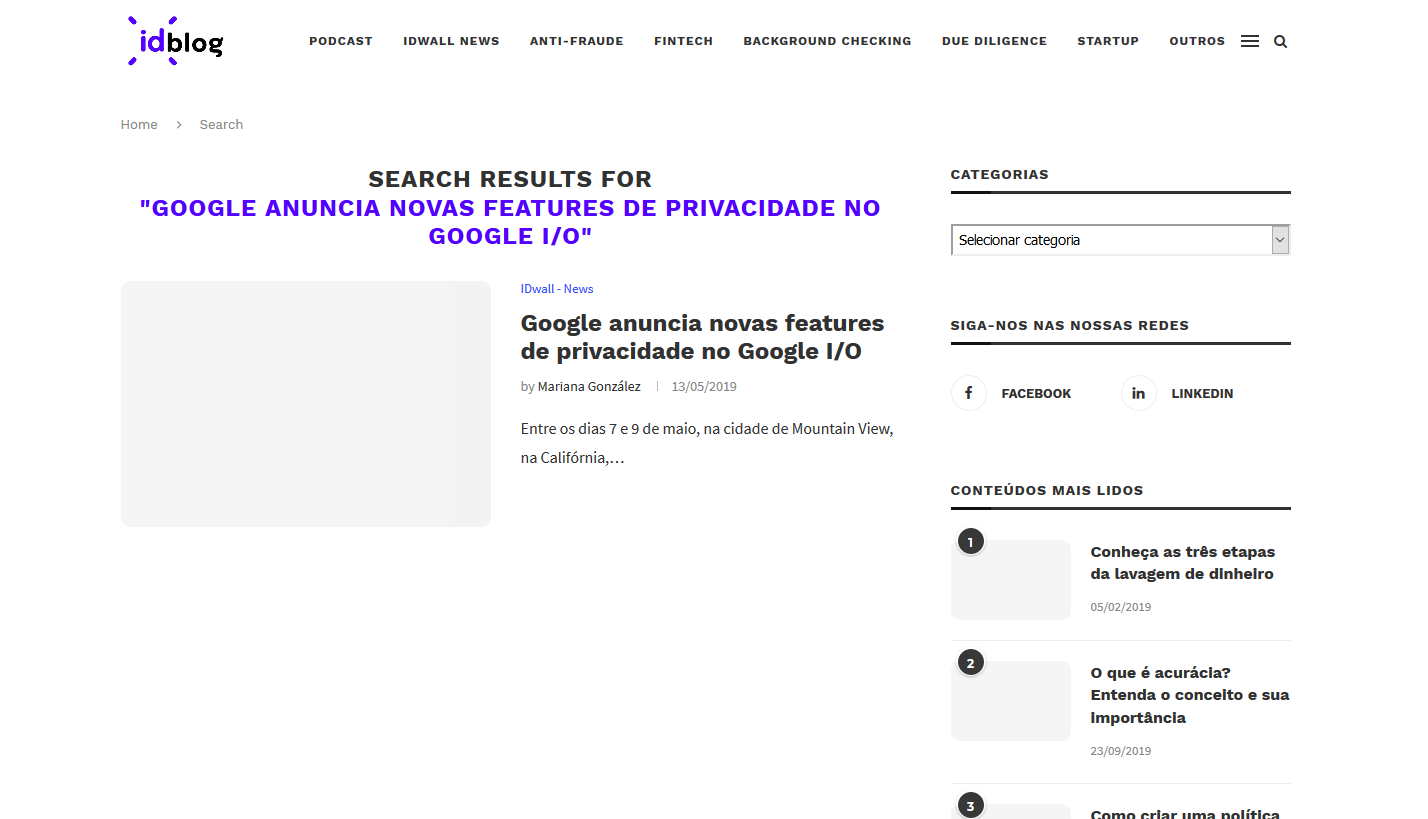 idblog
PODCAST IDWALL NEWS ANTI-FRAUDE FINTECH BACKGROUND CHECKING DUE DILIGENCE STARTUP OUTROS
Home > Search
SEARCH RESULTS FOR
"GOOGLE ANUNCIA NOVAS FEATURES DE PRIVACIDADE NO
GOOGLE I/O"
IDwall - News
Google anuncia novas features
de privacidade no Google I/O
by Mariana González | 13/05/2019
Entre os dias 7 e 9 de maio, na cidade de Mountain View,
na Califórnia,…
CATEGORIAS
Selecionar categoria
SIGA-NOS NAS NOSSAS REDES
FACEBOOK LINKEDIN
CONTEÚDOS MAIS LIDOS
1
Conheça as três etapas
da lavagem de dinheiro
05/02/2019
2
O que é acurácia?
Entenda o conceito e sua
importância
23/09/2019
3
Como criar uma política